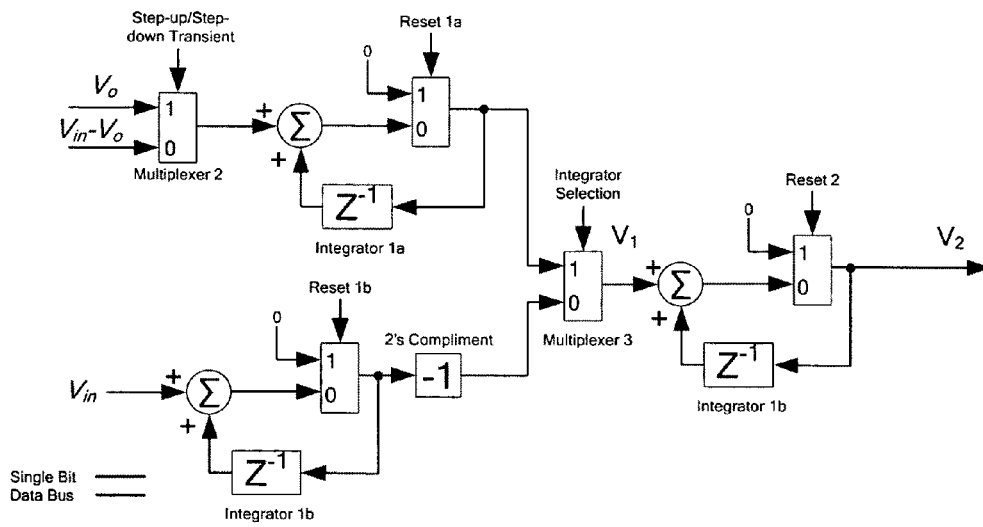 Step-up/Step-
down Transient
Reset 1a
0
V_o
1
V_in-V_o
0
+
Σ
+
1
0
Multiplexer 2
Z^-1
Integrator 1a
Integrator
Selection
Reset 2
0
V_1
V_2
1
0
+
Σ
+
1
0
Multiplexer 3
Z^-1
Integrator 1b
Reset 1b
0
2's Compliment
V_in
+
Σ
+
1
0
-1
Z^-1
Integrator 1b
Single Bit
Data Bus